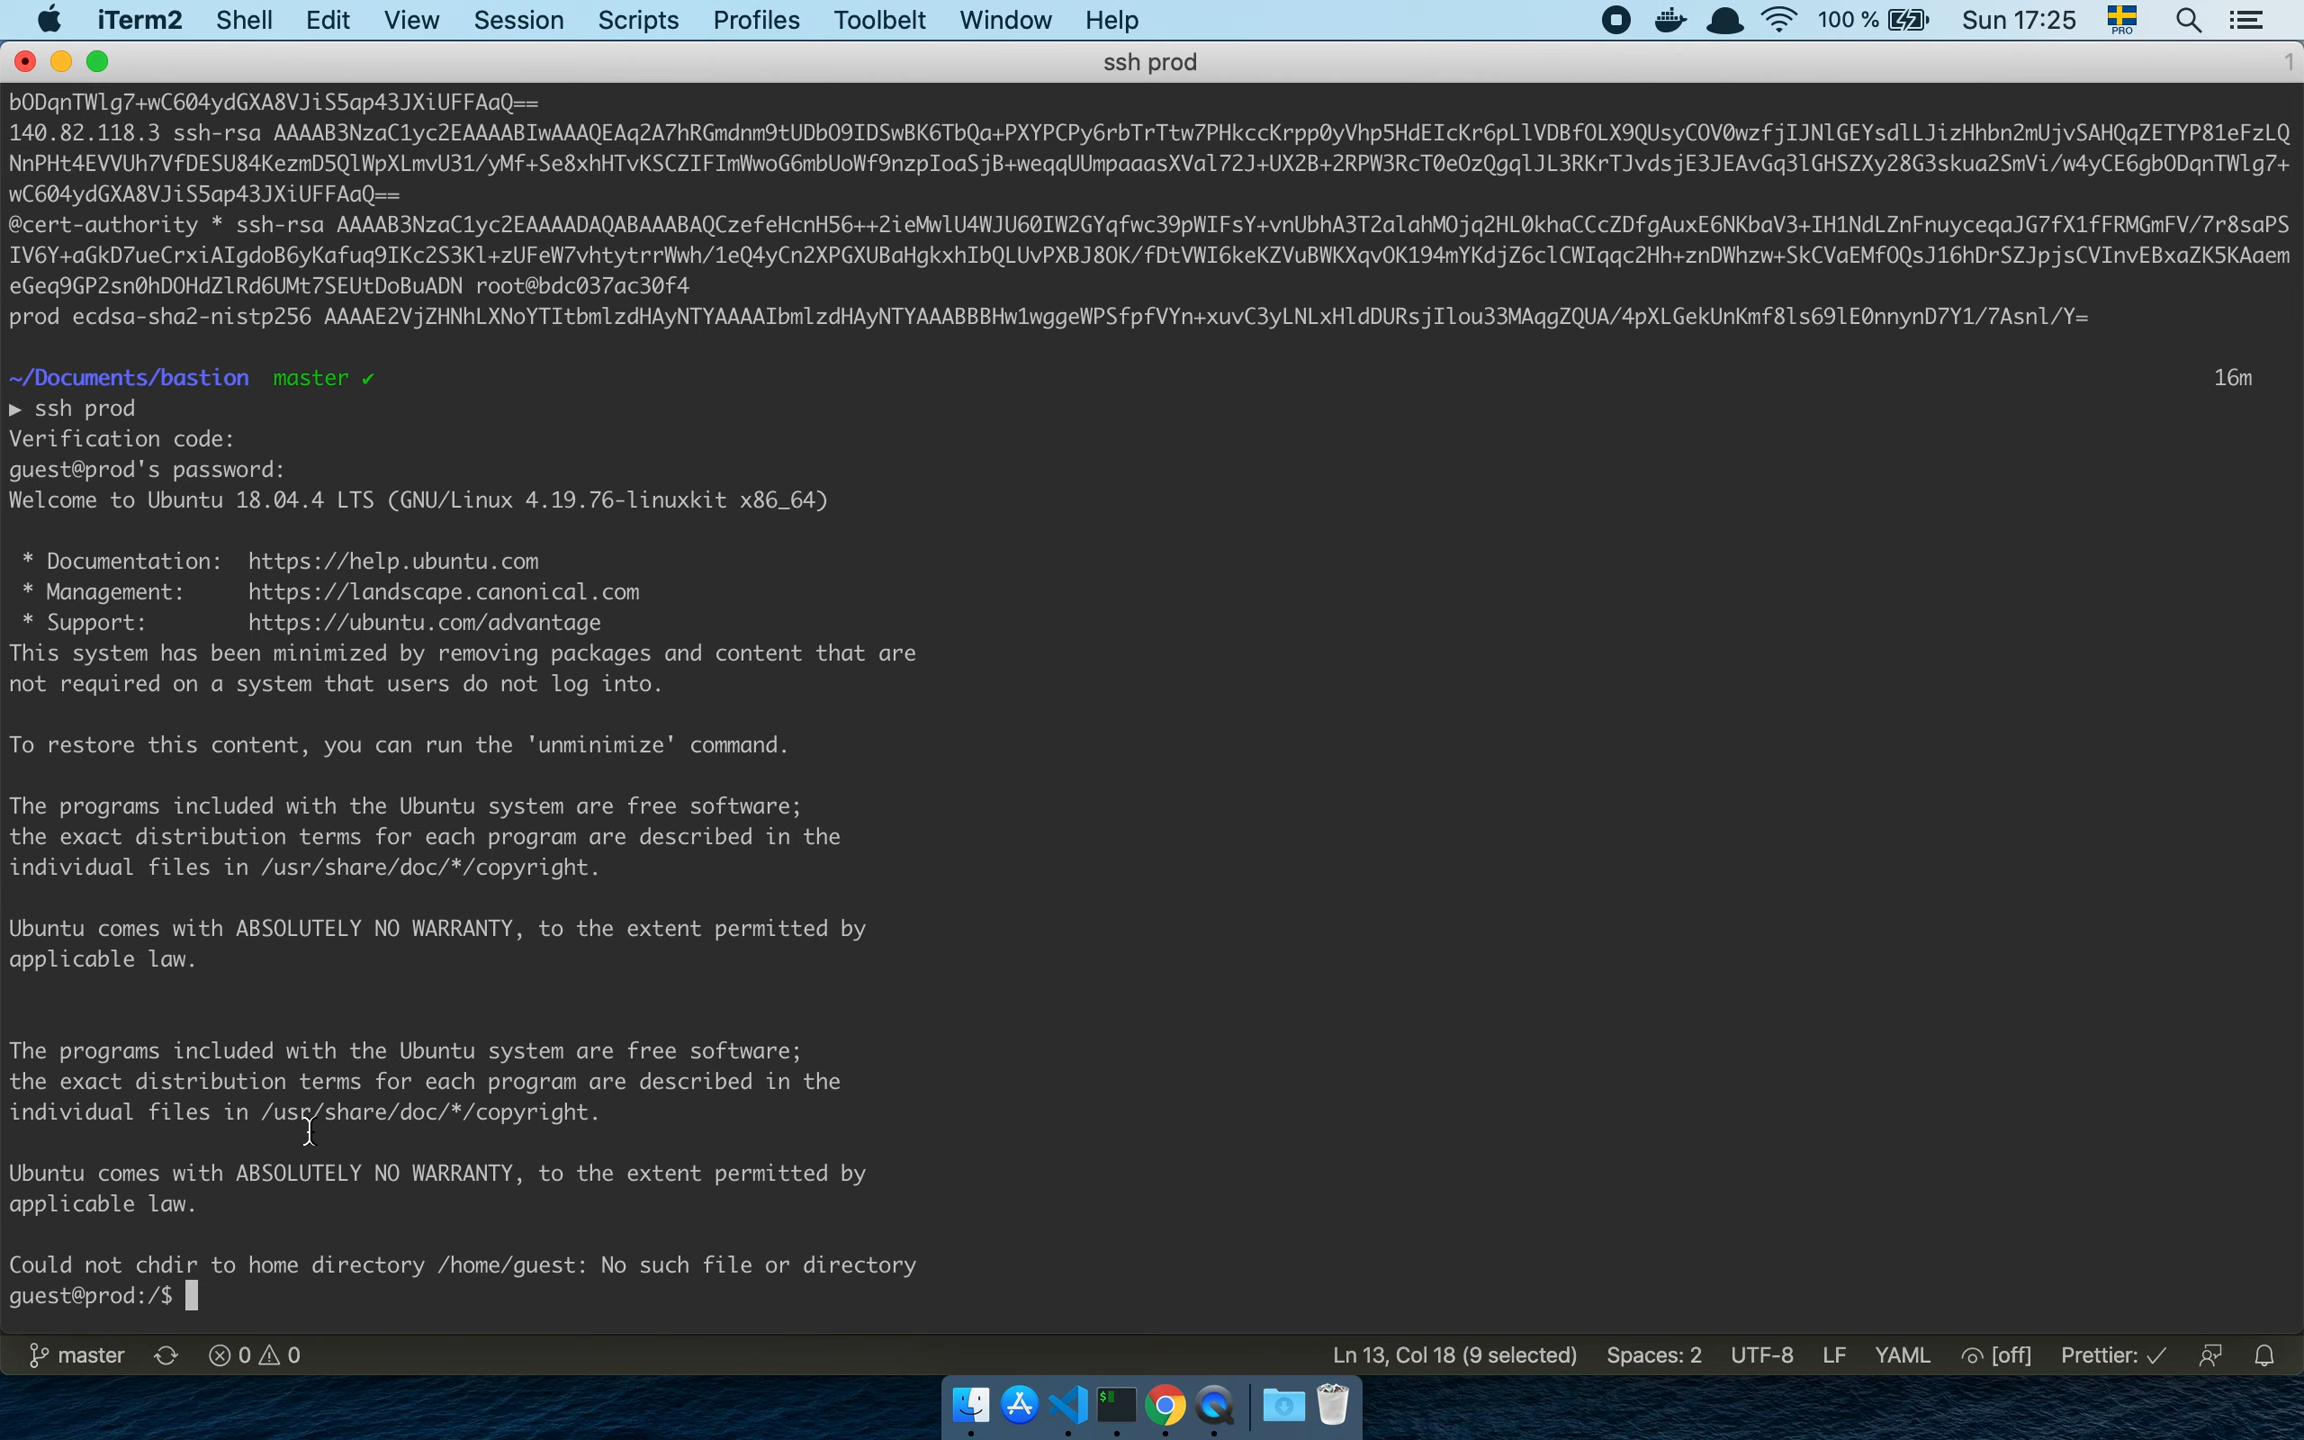 iTerm2 Shell Edit View Session Scripts Profiles Toolbelt Window Help 100 % Sun 17:25 PRO
ssh prod 1
bODqnTWlg7+wC604ydGXA8VJiS5ap43JXiUFFAaQ==
140.82.118.3 ssh-rsa AAAAB3NzaC1yc2EAAAABIwAAAQEAq2A7hRGmdnm9tUDbO9IDSwBK6TbQa+PXYPCPy6rbTrTtw7PHkccKrpp0yVhp5HdEIcKr6pLlVDBfOLX9QUsyCOV0wzfjIJNlGEYsdlLJizHhbn2mUjvSAHQqZETYP81eFzLQ
NnPHt4EVVUh7VfDESU84KezmD5QlWpXLmvU31/yMf+Se8xhHTvKSCZIFImWwoG6mbUoWf9nzpIoaSjB+weqqUUmpaaasXVal72J+UX2B+2RPW3RcT0eOzQgqlJL3RKrTJvdsjE3JEAvGq3lGHSZXy28G3skua2SmVi/w4yCE6gbODqnTWlg7+
wC604ydGXA8VJiS5ap43JXiUFFAaQ==
@cert-authority * ssh-rsa AAAAB3NzaC1yc2EAAAADAQABAAABAQCzefeHcnH56++2ieMwlU4WJU60IW2GYqfwc39pWIFsY+vnUbhA3T2alahMOjq2HL0khaCCcZDfgAuxE6NKbaV3+IH1NdLZnFnuyceqaJG7fX1fFRMGmFV/7r8saPS
IV6Y+aGkD7ueCrxiAIgdoB6yKafuq9IKc2S3Kl+zUFeW7vhtytrrWwh/1eQ4yCn2XPGXUBaHgkxhIbQLUvPXBJ8OK/fDtVWI6keKZVuBWKXqvOK194mYKdjZ6clCWIqqc2Hh+znDWhzw+SkCVaEMfOQsJ16hDrSZJpjsCVInvEBxaZK5KAaem
eGeq9GP2sn0hDOHdZlRd6UMt7SEUtDoBuADN root@bdc037ac30f4
prod ecdsa-sha2-nistp256 AAAAE2VjZHNhLXNoYTItbmlzdHAyNTYAAAAIbmlzdHAyNTYAAABBBHw1wggeWPSfpfVYn+xuvC3yLNLxHldDURsjIlou33MAqgZQUA/4pXLGekUnKmf8ls69lE0nnynD7Y1/7Asnl/Y=
~/Documents/bastion master ✔ 16m
▶ ssh prod
Verification code:
guest@prod's password:
Welcome to Ubuntu 18.04.4 LTS (GNU/Linux 4.19.76-linuxkit x86_64)
* Documentation: https://help.ubuntu.com
* Management: https://landscape.canonical.com
* Support: https://ubuntu.com/advantage
This system has been minimized by removing packages and content that are
not required on a system that users do not log into.
To restore this content, you can run the 'unminimize' command.
The programs included with the Ubuntu system are free software;
the exact distribution terms for each program are described in the
individual files in /usr/share/doc/*/copyright.
Ubuntu comes with ABSOLUTELY NO WARRANTY, to the extent permitted by
applicable law.
The programs included with the Ubuntu system are free software;
the exact distribution terms for each program are described in the
individual files in /usr/share/doc/*/copyright.
Ubuntu comes with ABSOLUTELY NO WARRANTY, to the extent permitted by
applicable law.
Could not chdir to home directory /home/guest: No such file or directory
guest@prod:/$
master 0 0 Ln 13, Col 18 (9 selected) Spaces: 2 UTF-8 LF YAML [off] Prettier: ✓